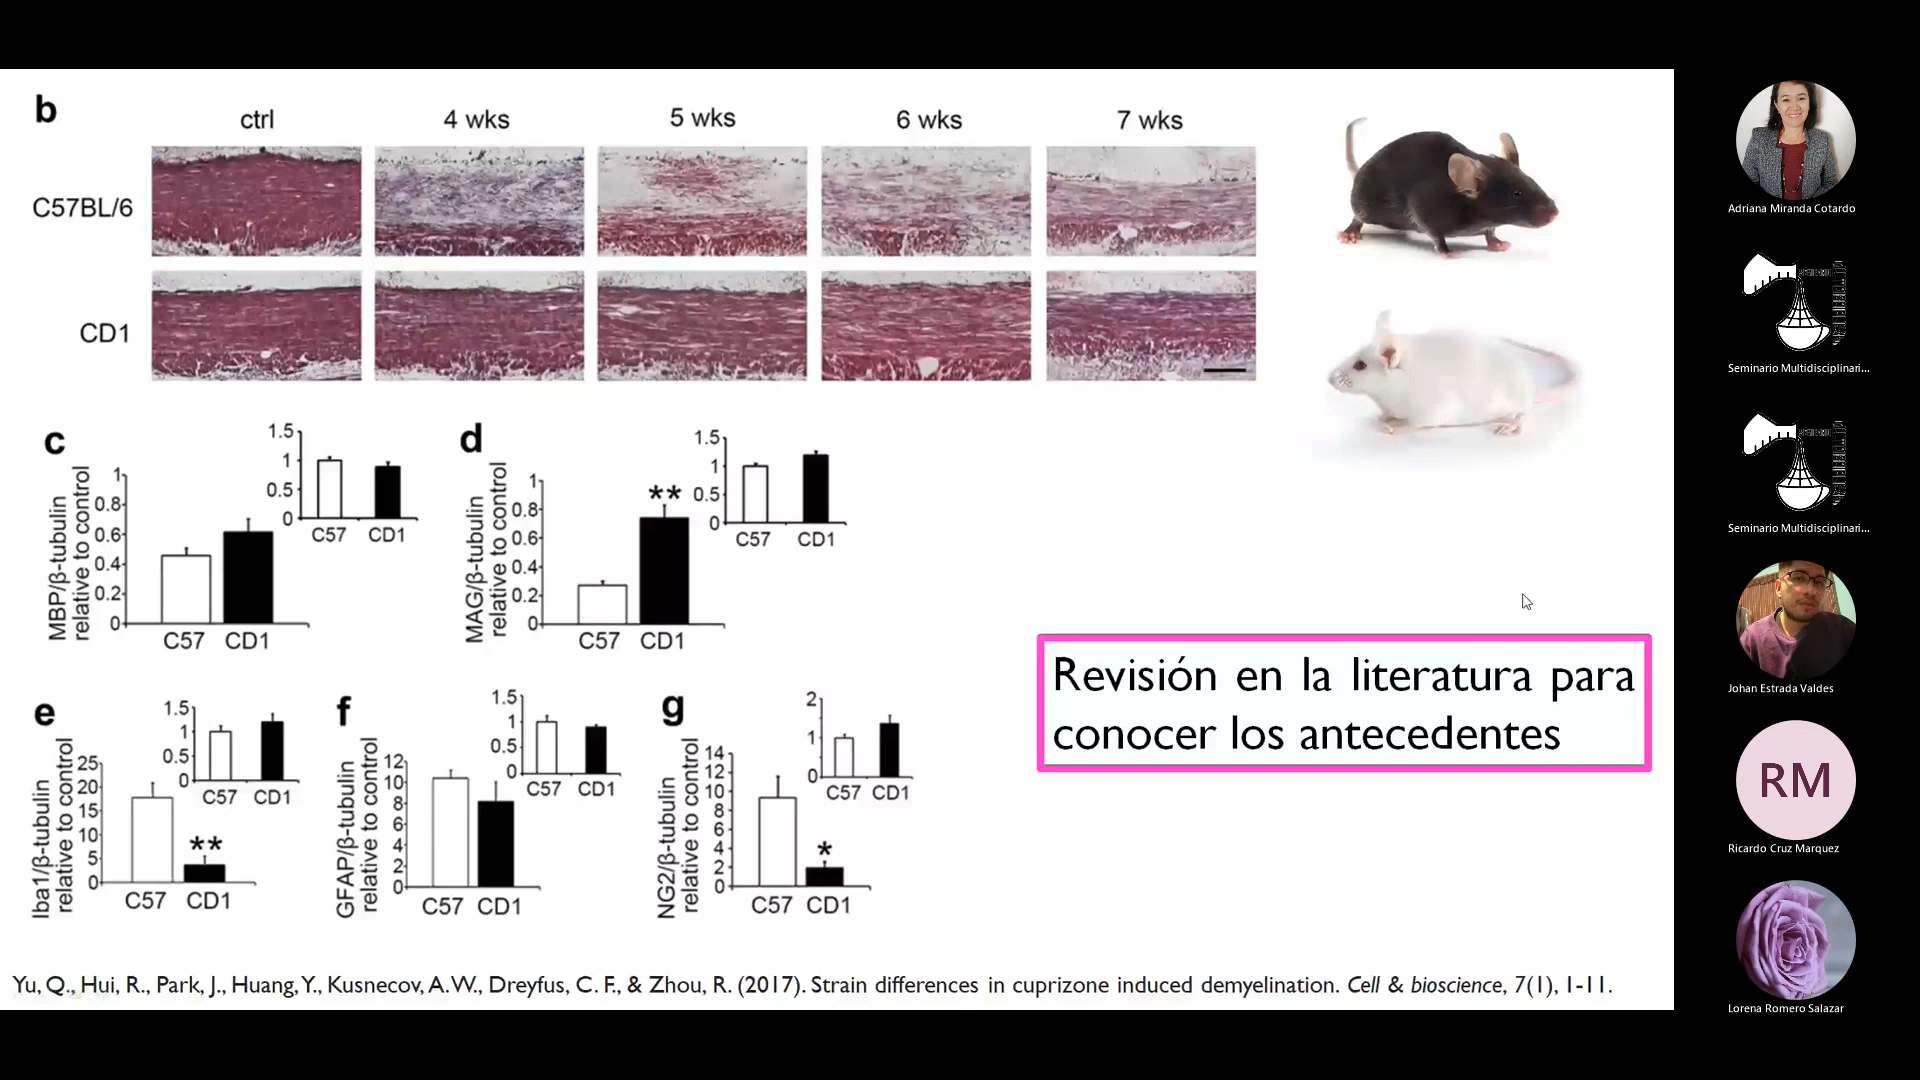 b
ctrl 4 wks 5 wks 6 wks 7 wks
C57BL/6
CD1
c
MBP/β-tubulin
relative to control
1
0.8
0.6
0.4
0.2
0
C57 CD1
1.5
1
0.5
0
C57 CD1
d
MAG/β-tubulin
relative to control
1
0.8
0.6
0.4
0.2
0
**
C57 CD1
1.5
1
0.5
0
C57 CD1
e
Iba1/β-tubulin
relative to control
25
20
15
10
5
0
**
C57 CD1
1.5
1
0.5
0
C57 CD1
f
GFAP/β-tubulin
relative to control
12
10
8
6
4
2
0
C57 CD1
1.5
1
0.5
0
C57 CD1
g
NG2/β-tubulin
relative to control
14
12
10
8
6
4
2
0
*
C57 CD1
2
1
0
C57 CD1
Revisión en la literatura para
conocer los antecedentes
Yu, Q., Hui, R., Park, J., Huang, Y., Kusnecov, A. W., Dreyfus, C. F., & Zhou, R. (2017). Strain differences in cuprizone induced demyelination. Cell & bioscience, 7(1), 1-11.
Adriana Miranda Cotardo
Seminario Multidisciplinari...
Seminario Multidisciplinari...
Johan Estrada Valdes
RM
Ricardo Cruz Marquez
Lorena Romero Salazar